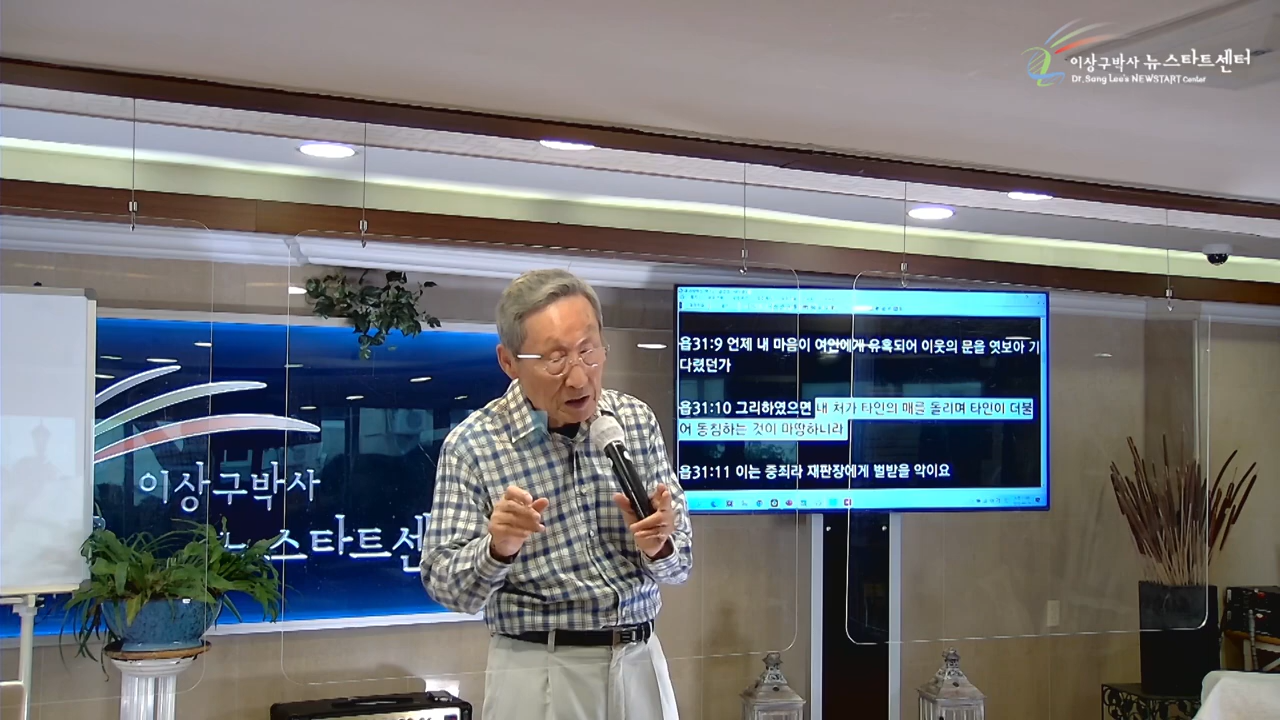 이상구박사 뉴스타트센터
Dr. Sang Lee's NEWSTART Center
욥31:9 언제 내 마음이 여인에게 유혹되어 이웃의 문을 엿보아 기
다렸던가
욥31:10 그리하였으면 내 처가 타인의 매를 돌리며 타인이 더불
어 동침하는 것이 마땅하니라
욥31:11 이는 중죄라 재판장에게 벌받을 악이요
이상구박사
뉴스타트센